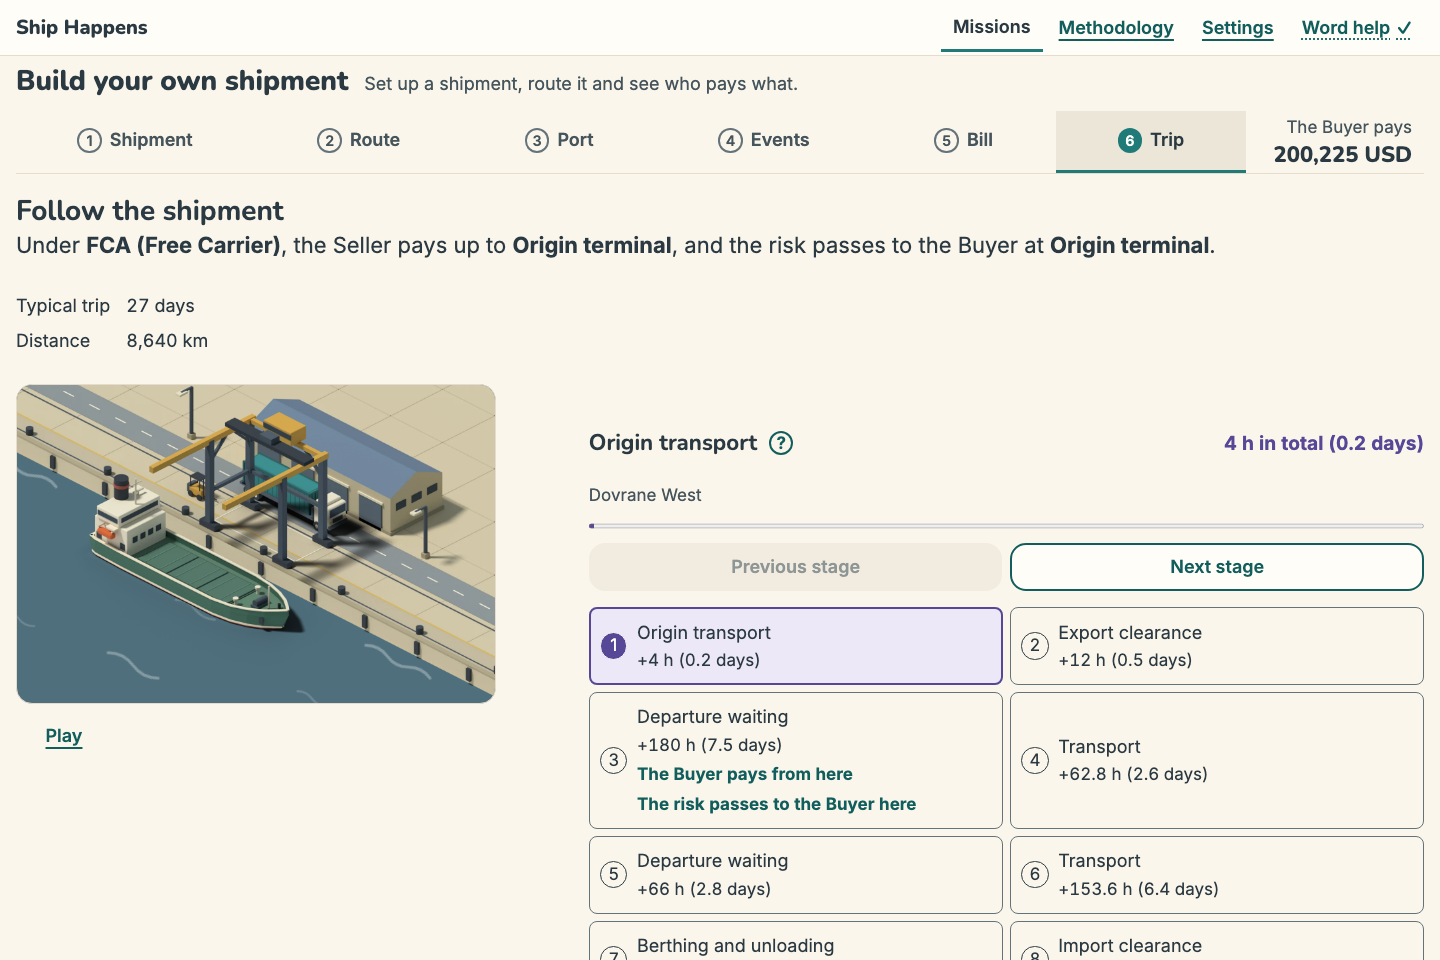 Ship Happens
Missions
Methodology
Settings
Word help ✓
Build your own shipment
Set up a shipment, route it and see who pays what.
1 Shipment
2 Route
3 Port
4 Events
5 Bill
6 Trip
The Buyer pays
200,225 USD
Follow the shipment
Under FCA (Free Carrier), the Seller pays up to Origin terminal, and the risk passes to the Buyer at Origin terminal.
Typical trip 27 days
Distance 8,640 km
Origin transport ?
4 h in total (0.2 days)
Dovrane West
Previous stage
Next stage
1 Origin transport
+4 h (0.2 days)
2 Export clearance
+12 h (0.5 days)
3 Departure waiting
+180 h (7.5 days)
The Buyer pays from here
The risk passes to the Buyer here
4 Transport
+62.8 h (2.6 days)
5 Departure waiting
+66 h (2.8 days)
6 Transport
+153.6 h (6.4 days)
7 Berthing and unloading
8 Import clearance
Play